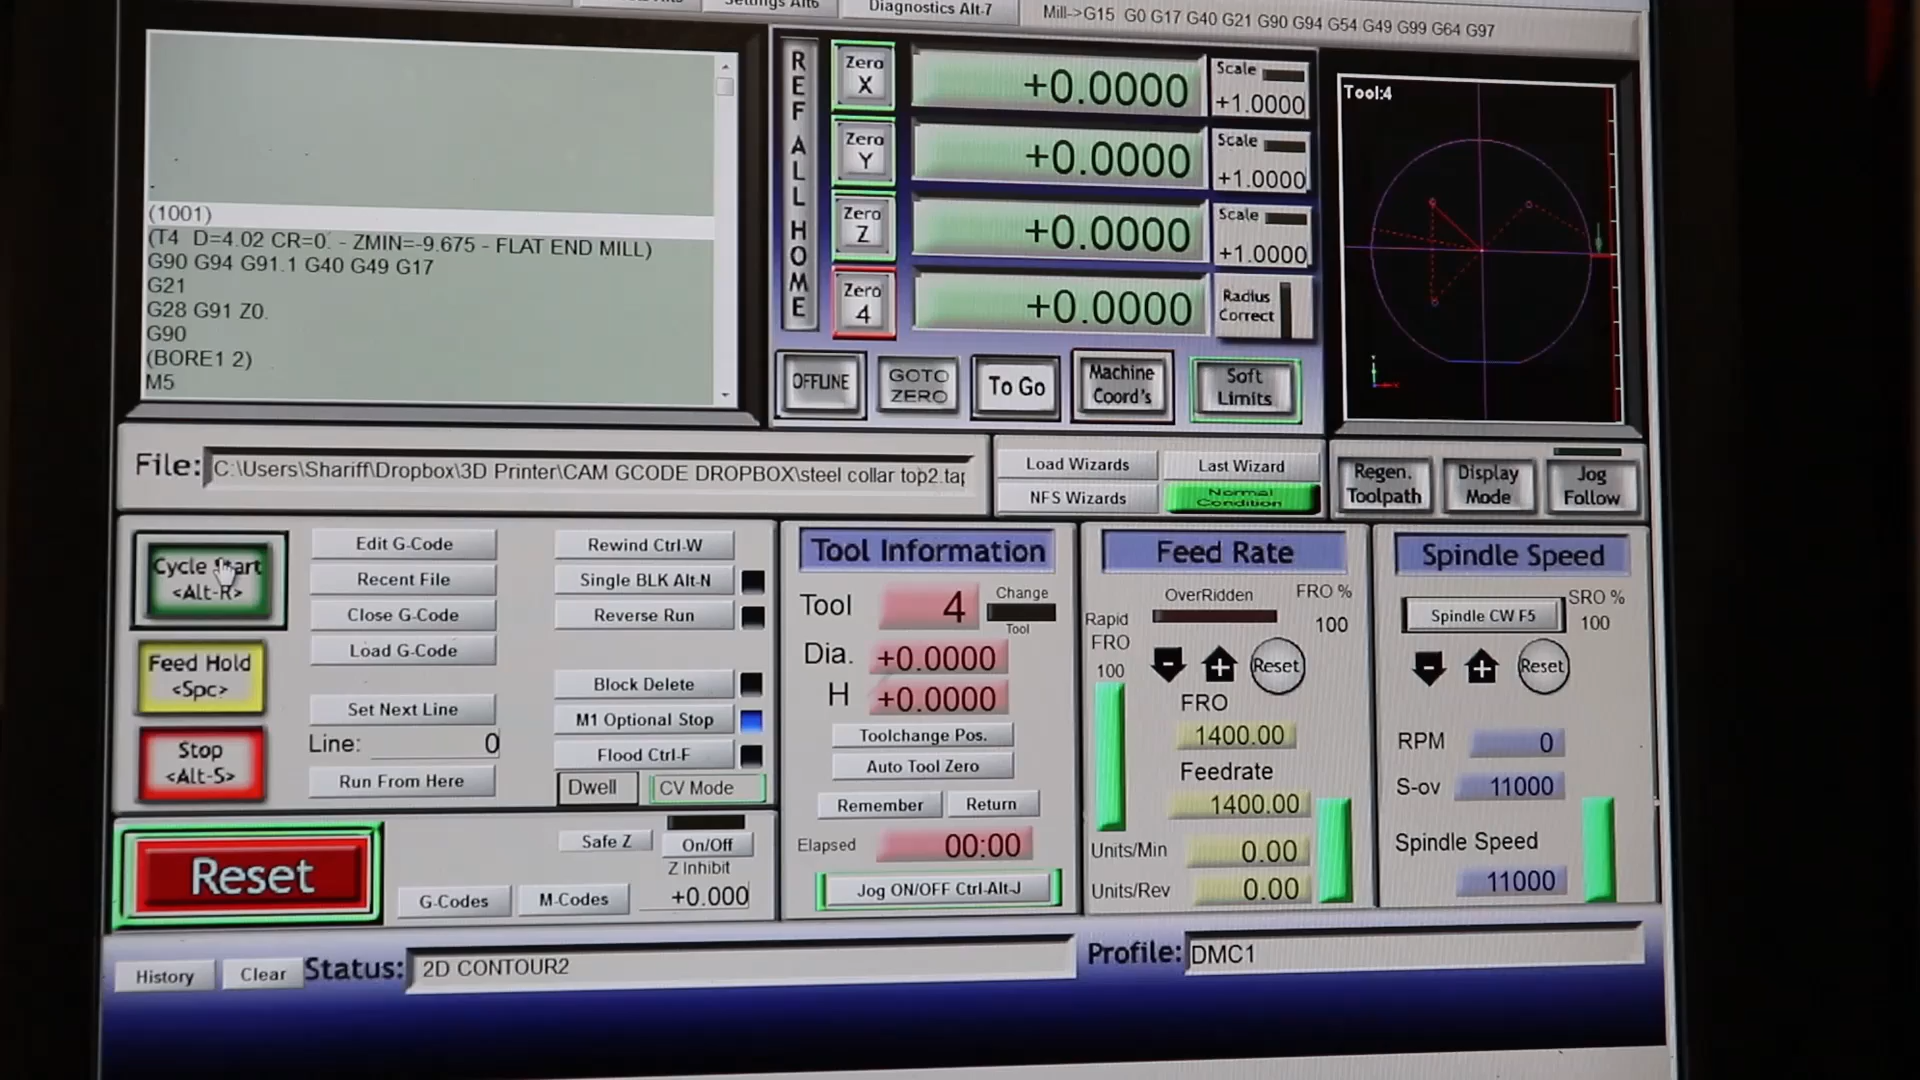 Settings Alt6
Diagnostics Alt-7
Mill->G15 G0 G17 G40 G21 G90 G94 G54 G49 G99 G64 G97
(1001)
(T4 D=4.02 CR=0. - ZMIN=-9.675 - FLAT END MILL)
G90 G94 G91.1 G40 G49 G17
G21
G28 G91 Z0.
G90
(BORE1 2)
M5
REF ALL HOME
Zero X
+0.0000
Scale
+1.0000
Zero Y
+0.0000
Scale
+1.0000
Zero Z
+0.0000
Scale
+1.0000
Zero 4
+0.0000
Radius Correct
OFFLINE
GOTO ZERO
To Go
Machine Coord's
Soft Limits
Tool:4
File:
C:\Users\Shariff\Dropbox\3D Printer\CAM GCODE DROPBOX\steel collar top2.tap
Load Wizards
Last Wizard
NFS Wizards
Normal Condition
Regen. Toolpath
Display Mode
Jog Follow
Cycle Start
<Alt-R>
Feed Hold
<Spc>
Stop
<Alt-S>
Edit G-Code
Recent File
Close G-Code
Load G-Code
Set Next Line
Line: 0
Run From Here
Rewind Ctrl-W
Single BLK Alt-N
Reverse Run
Block Delete
M1 Optional Stop
Flood Ctrl-F
Dwell
CV Mode
Reset
Safe Z
On/Off
Z Inhibit
+0.000
G-Codes
M-Codes
Tool Information
Tool 4
Change
Tool
Dia. +0.0000
H +0.0000
Toolchange Pos.
Auto Tool Zero
Remember
Return
Elapsed 00:00
Jog ON/OFF Ctrl-Alt-J
Feed Rate
OverRidden
FRO %
100
Rapid
FRO
100
Reset
FRO
1400.00
Feedrate
1400.00
Units/Min 0.00
Units/Rev 0.00
Spindle Speed
Spindle CW F5
SRO %
100
Reset
RPM 0
S-ov 11000
Spindle Speed
11000
History
Clear
Status: 2D CONTOUR2
Profile: DMC1